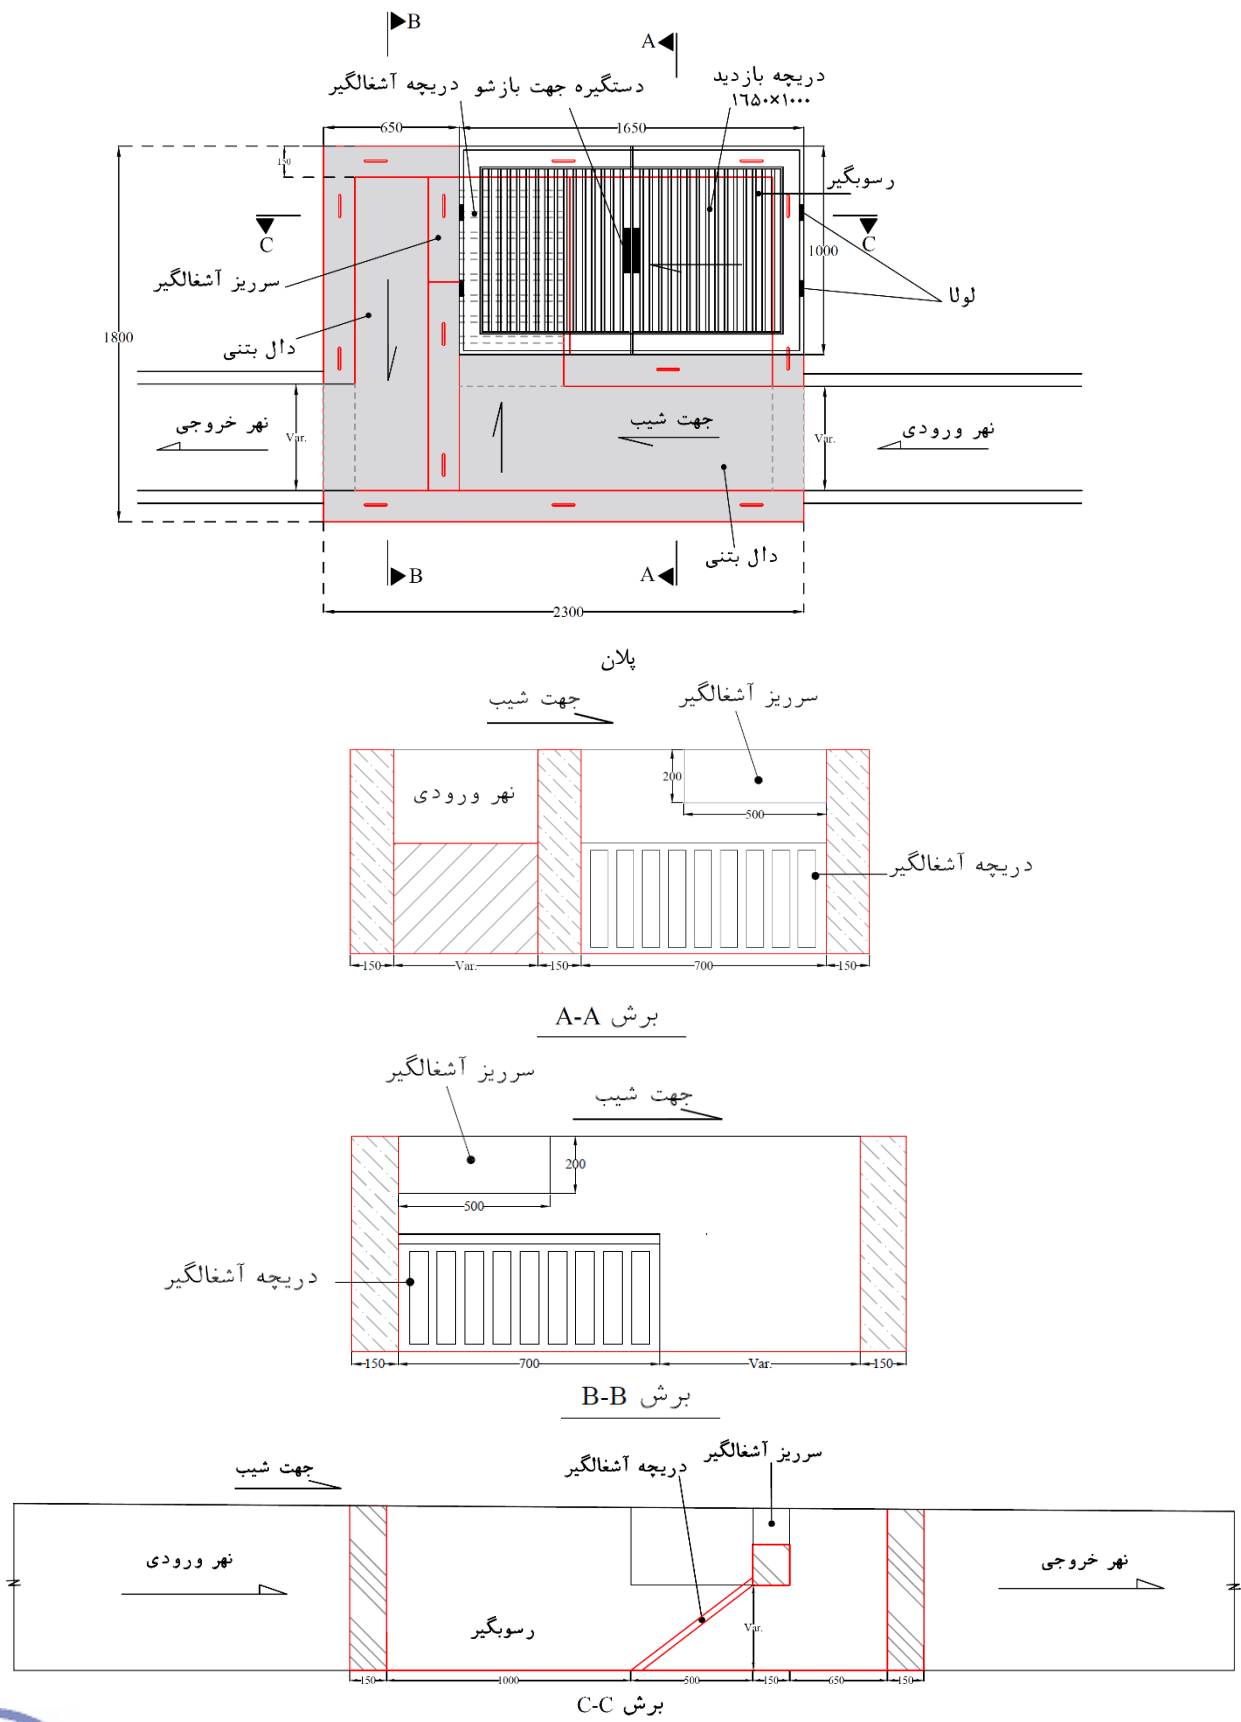 B
A
دریچه آشغالگیر
دستگیره جهت بازشو
دریچه بازدید
۱۶۵۰×۱۰۰۰
650
1650
150
رسوبگیر
C
C
1000
سرریز آشغالگیر
لولا
1800
دال بتنی
نهر خروجی
Var.
جهت شیب
Var.
نهر ورودی
دال بتنی
B
A
2300
پلان
جهت شیب
سرریز آشغالگیر
نهر ورودی
200
500
دریچه آشغالگیر
150
Var.
150
700
150
برش A-A
سرریز آشغالگیر
جهت شیب
200
500
دریچه آشغالگیر
150
700
Var.
150
برش B-B
سرریز آشغالگیر
دریچه آشغالگیر
جهت شیب
نهر ورودی
نهر خروجی
رسوبگیر
Var.
150
1000
500
150
650
150
برش C-C